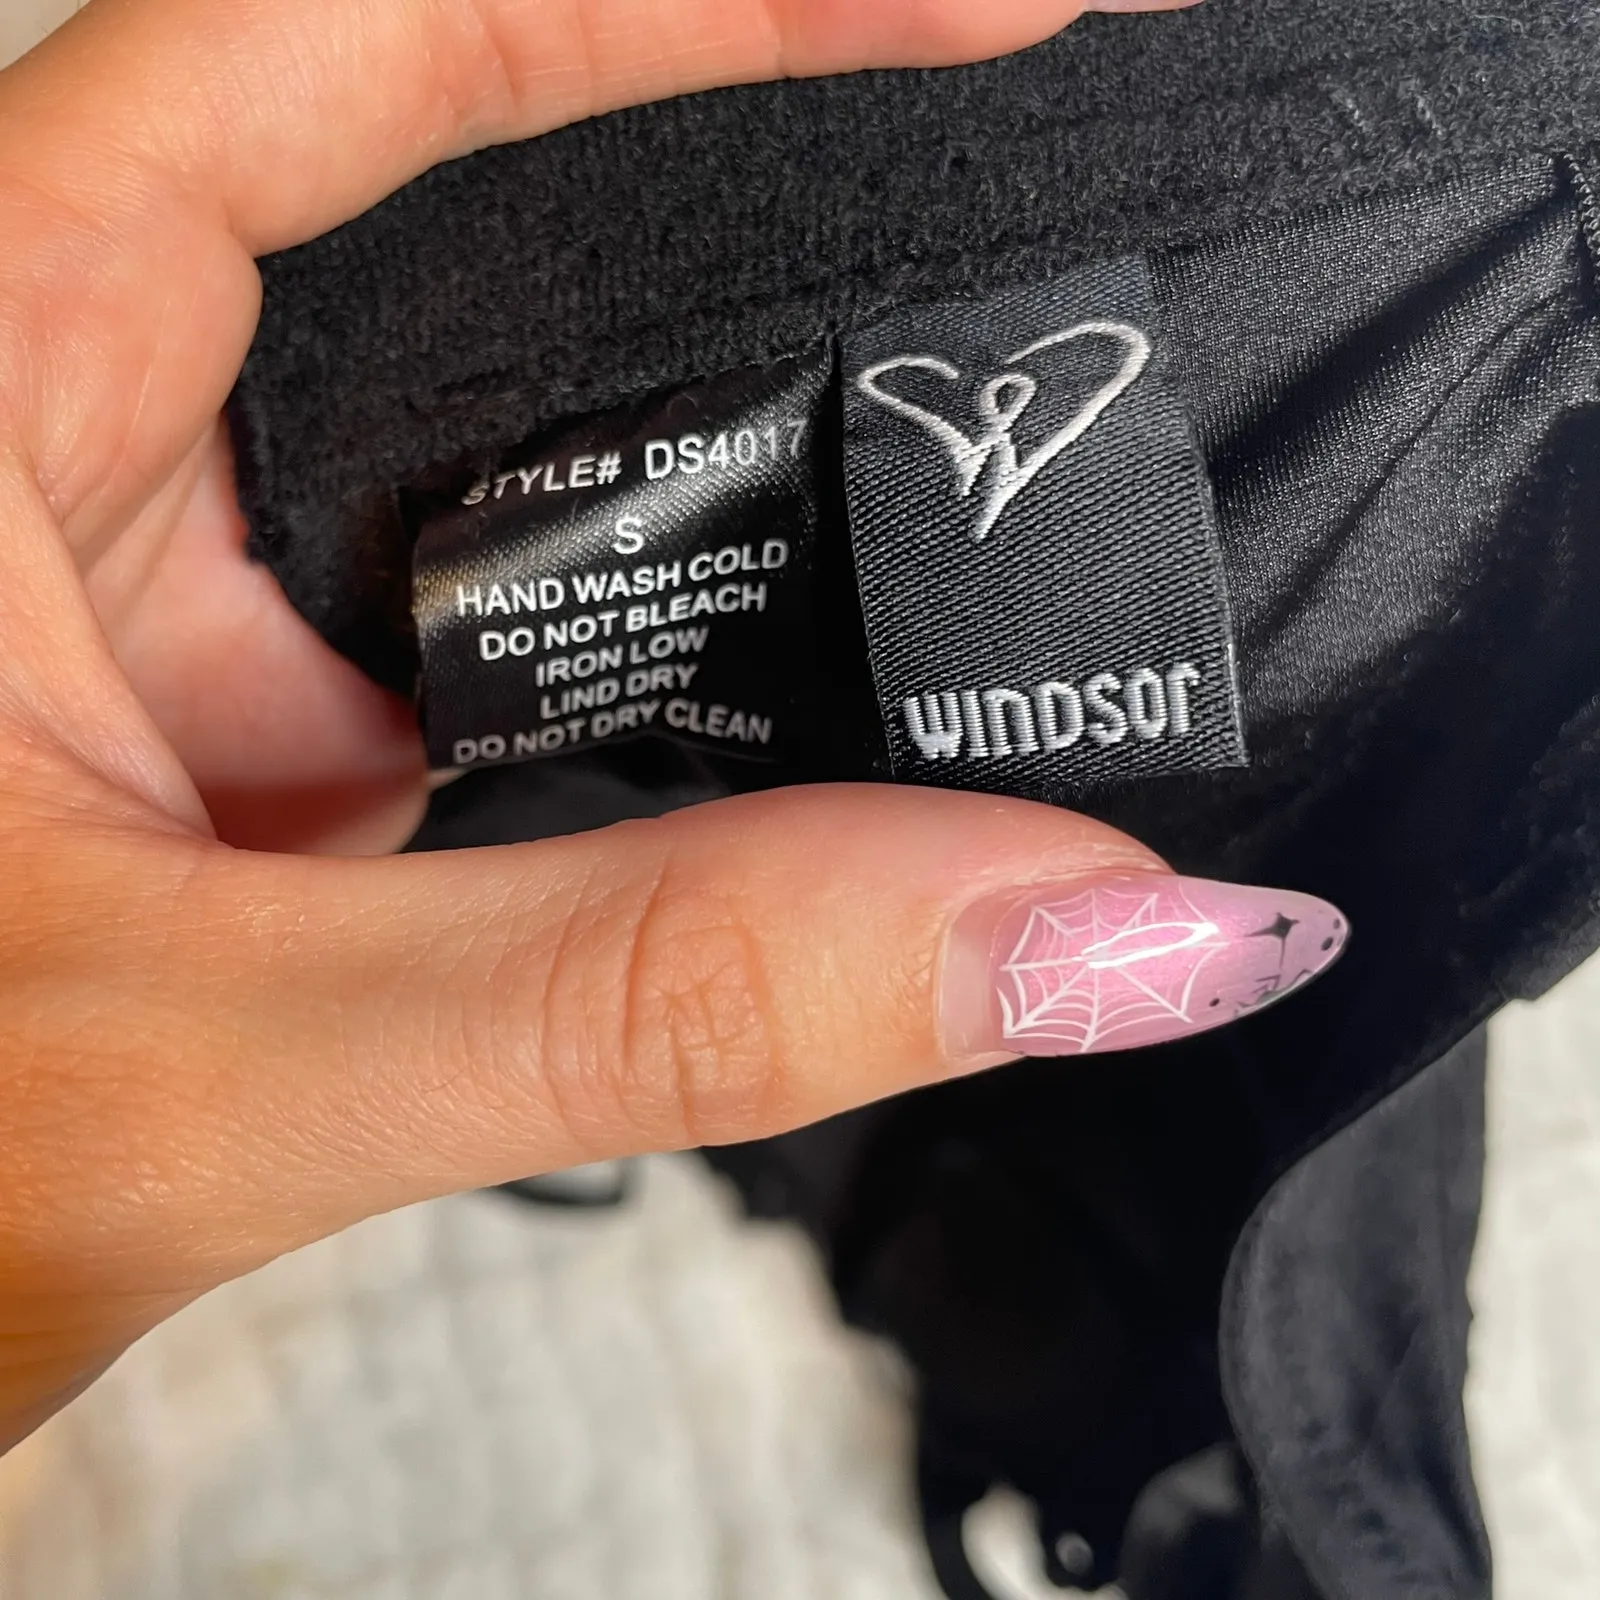 STYLE# DS4017
S
HAND WASH COLD
DO NOT BLEACH
IRON LOW
LIND DRY
DO NOT DRY CLEAN
WINDSOR